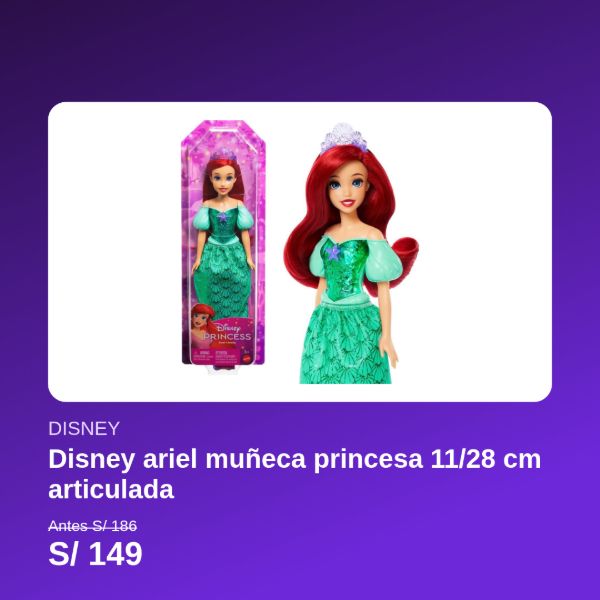 Disney
PRINCESS
DISNEY
Disney ariel muñeca princesa 11/28 cm
articulada
Antes S/ 186
S/ 149